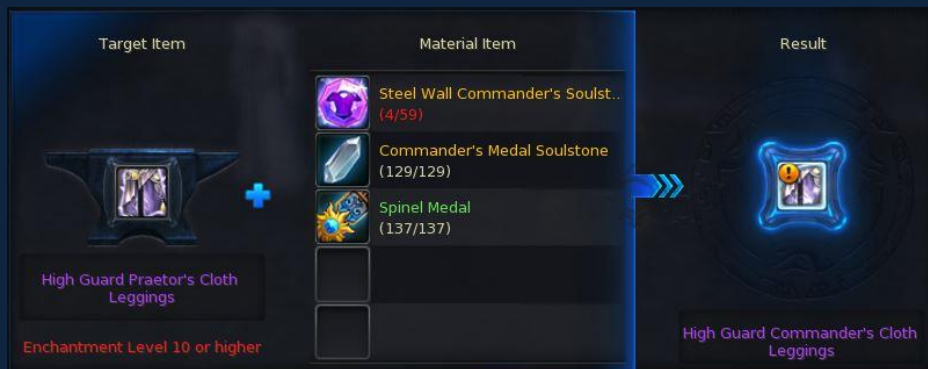 Target Item
Material Item
Result
Steel Wall Commander's Soulst..
(4/59)
Commander's Medal Soulstone
(129/129)
Spinel Medal
(137/137)
High Guard Praetor's Cloth
Leggings
Enchantment Level 10 or higher
High Guard Commander's Cloth
Leggings